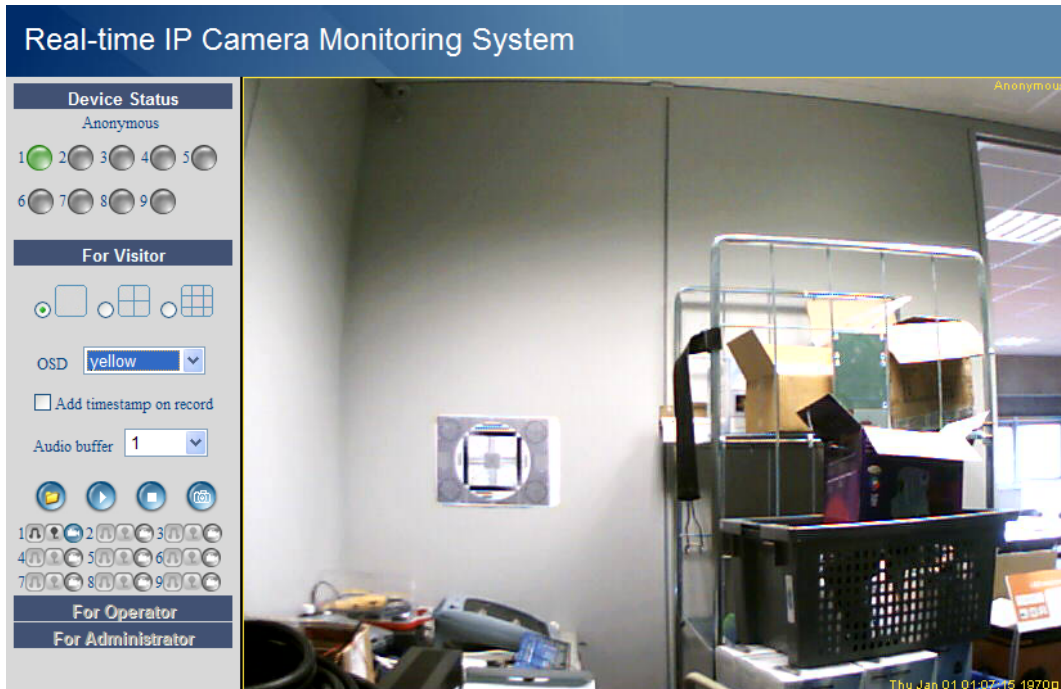 Real-time IP Camera Monitoring System
Device Status
Anonymous
1 2 3 4 5
6 7 8 9
For Visitor
OSD yellow
Add timestamp on record
Audio buffer 1
1 2 3
4 5 6
7 8 9
For Operator
For Administrator
Anonymou
Thu Jan 01 01:07:15 1970